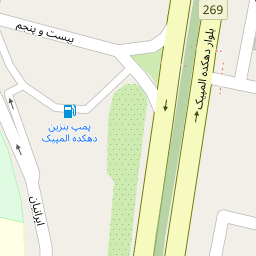 269
بیست و پنجم
بلوار دهکده المپیک
پمپ بنزین
دهکده المپیک
ایرانیان